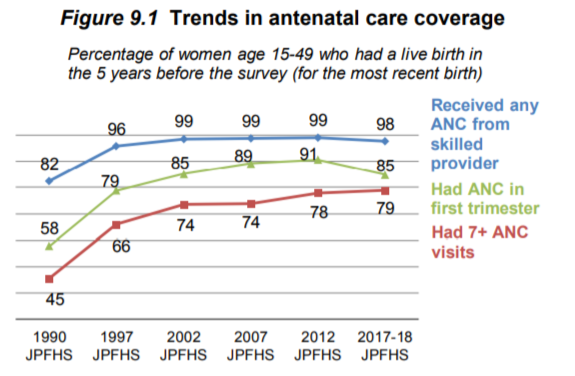 Figure 9.1 Trends in antenatal care coverage
Percentage of women age 15-49 who had a live birth in
the 5 years before the survey (for the most recent birth)
Received any
ANC from
skilled
provider
Had ANC in
first trimester
Had 7+ ANC
visits
82 96 99 99 99 98
58 79 85 89 91 85
45 66 74 74 78 79
1990 1997 2002 2007 2012 2017-18
JPFHS JPFHS JPFHS JPFHS JPFHS JPFHS